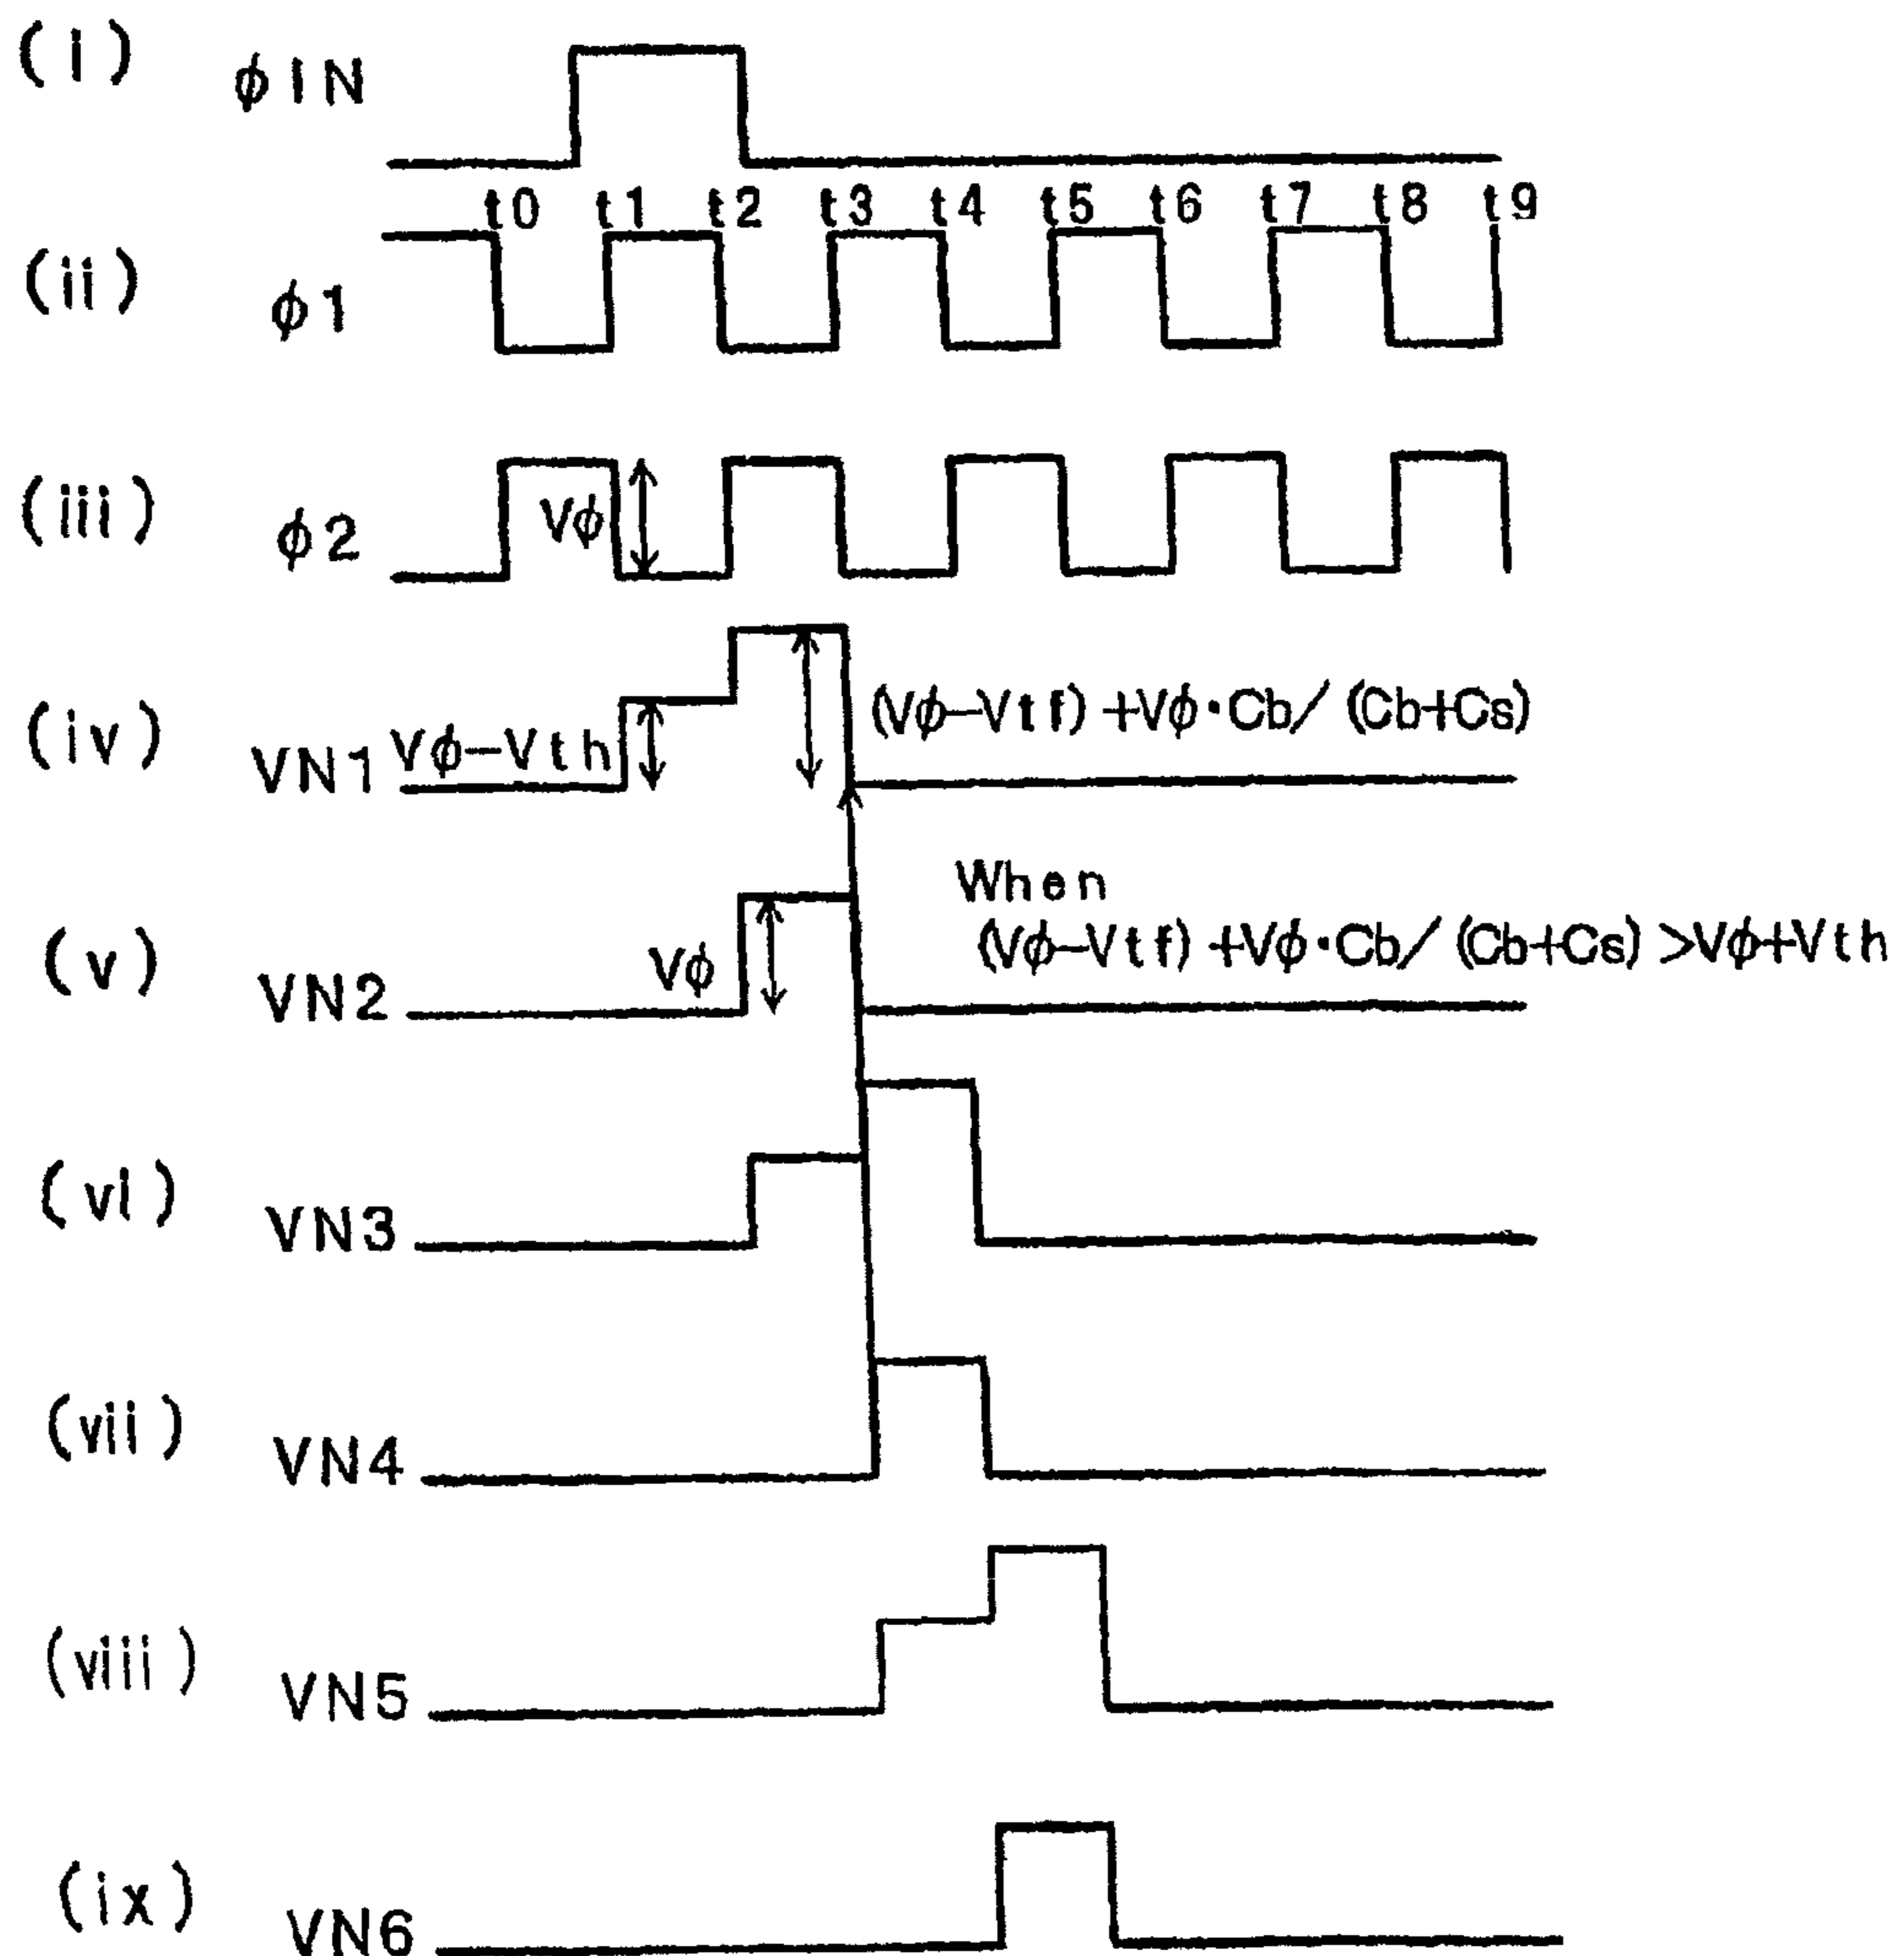 (i) φIN
t0 t1 t2 t3 t4 t5 t6 t7 t8 t9
(ii) φ1
(iii) φ2 Vφ
(iv) VN1 Vφ-Vth (Vφ-Vtf)+Vφ・Cb/(Cb+Cs)
When
(v) VN2 Vφ (Vφ-Vtf)+Vφ・Cb/(Cb+Cs)>Vφ+Vth
(vi) VN3
(vii) VN4
(viii) VN5
(ix) VN6